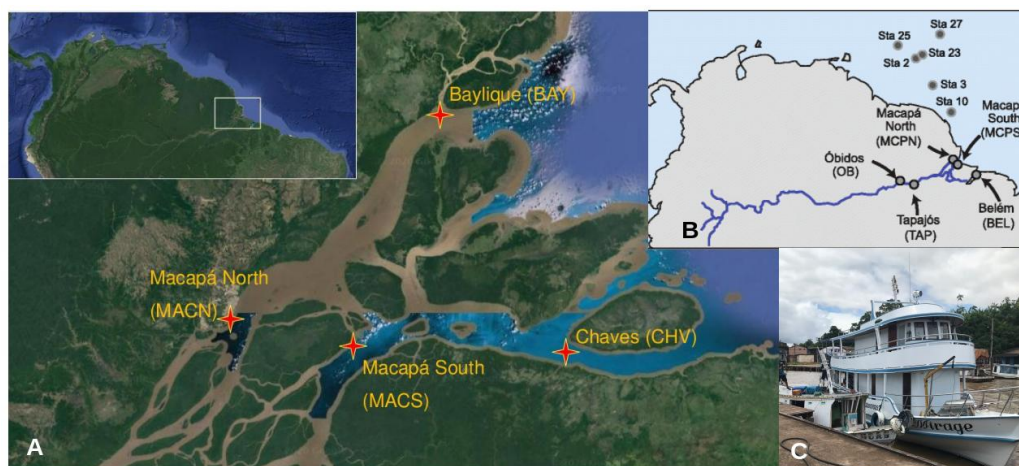 Baylique (BAY)
Macapá North
(MACN)
Macapá South
(MACS)
Chaves (CHV)
A
Sta 27
Sta 25
Sta 23
Sta 2
Sta 3
Sta 10
Macapá
North
(MCPN)
Macapá
South
(MCPS)
Óbidos
(OB)
Tapajós
(TAP)
Belém
(BEL)
B
C